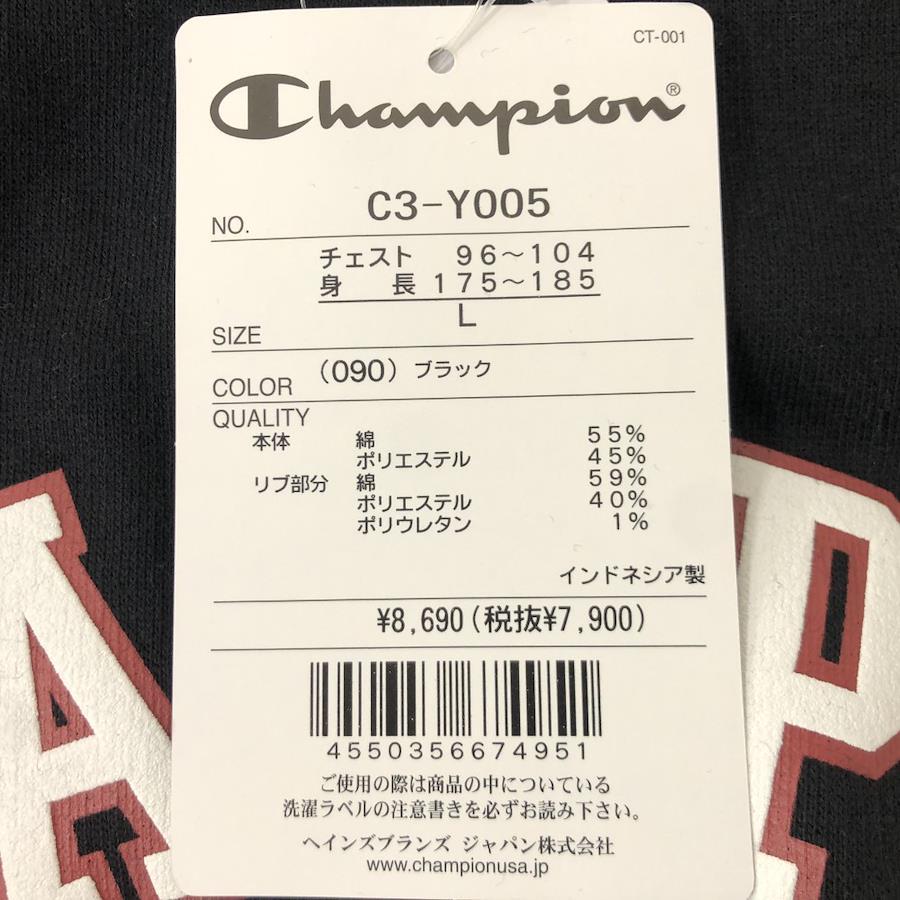 CT-001
Champion®
NO. C3-Y005
チェスト 96～104
身長 175～185
SIZE L
COLOR (090) ブラック
QUALITY
本体 綿 55%
ポリエステル 45%
リブ部分 綿 59%
ポリエステル 40%
ポリウレタン 1%
インドネシア製
¥8,690(税抜¥7,900)
4550356674951
ご使用の際は商品の中についている
洗濯ラベルの注意書きを必ずお読み下さい。
ヘインズブランズ ジャパン株式会社
www.championusa.jp
A P